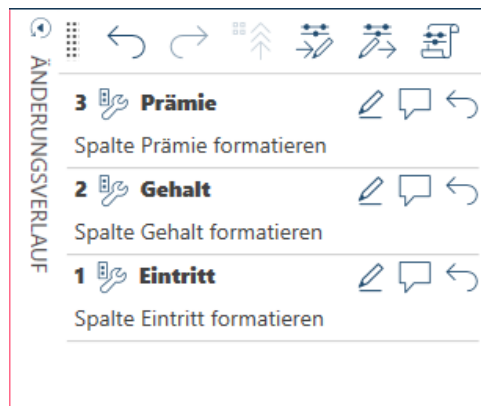 ÄNDERUNGSVERLAUF
3 Prämie
Spalte Prämie formatieren
2 Gehalt
Spalte Gehalt formatieren
1 Eintritt
Spalte Eintritt formatieren